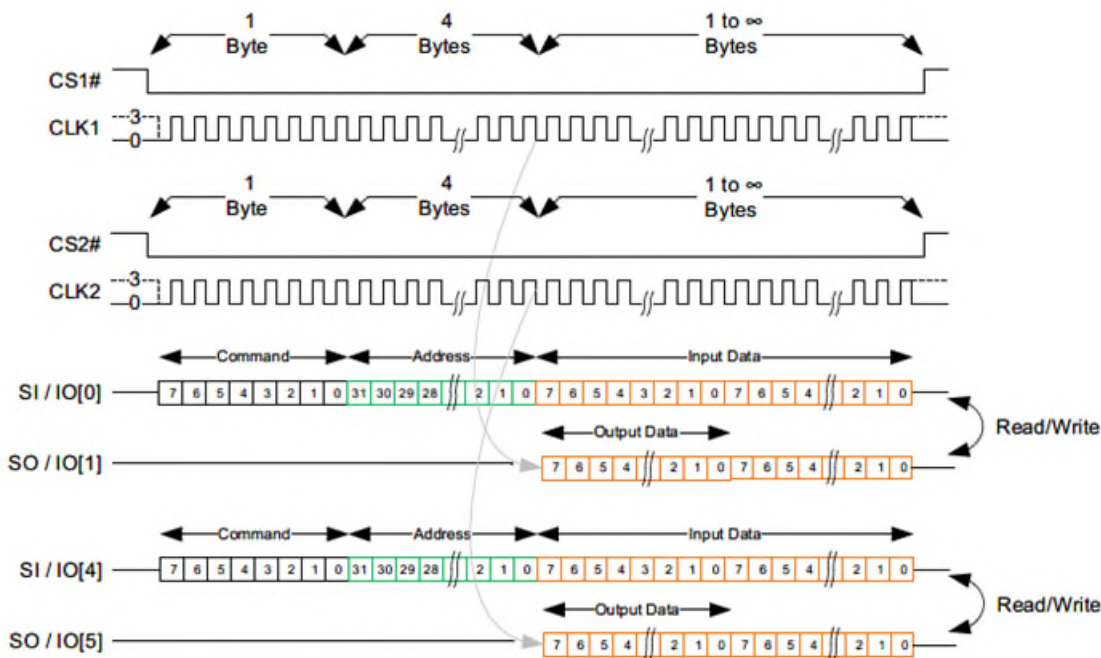 1 4 1 to ∞
Byte Bytes Bytes
CS1#
CLK1 3
0
1 4 1 to ∞
Byte Bytes Bytes
CS2#
CLK2 3
0
Command Address Input Data
SI / IO[0] 7 6 5 4 3 2 1 0 31 30 29 28 2 1 0 7 6 5 4 3 2 1 0 7 6 5 4 2 1 0
Read/Write
Output Data
SO / IO[1] 7 6 5 4 2 1 0 7 6 5 4 2 1 0
Command Address Input Data
SI / IO[4] 7 6 5 4 3 2 1 0 31 30 29 28 2 1 0 7 6 5 4 3 2 1 0 7 6 5 4 2 1 0
Read/Write
Output Data
SO / IO[5] 7 6 5 4 2 1 0 7 6 5 4 2 1 0